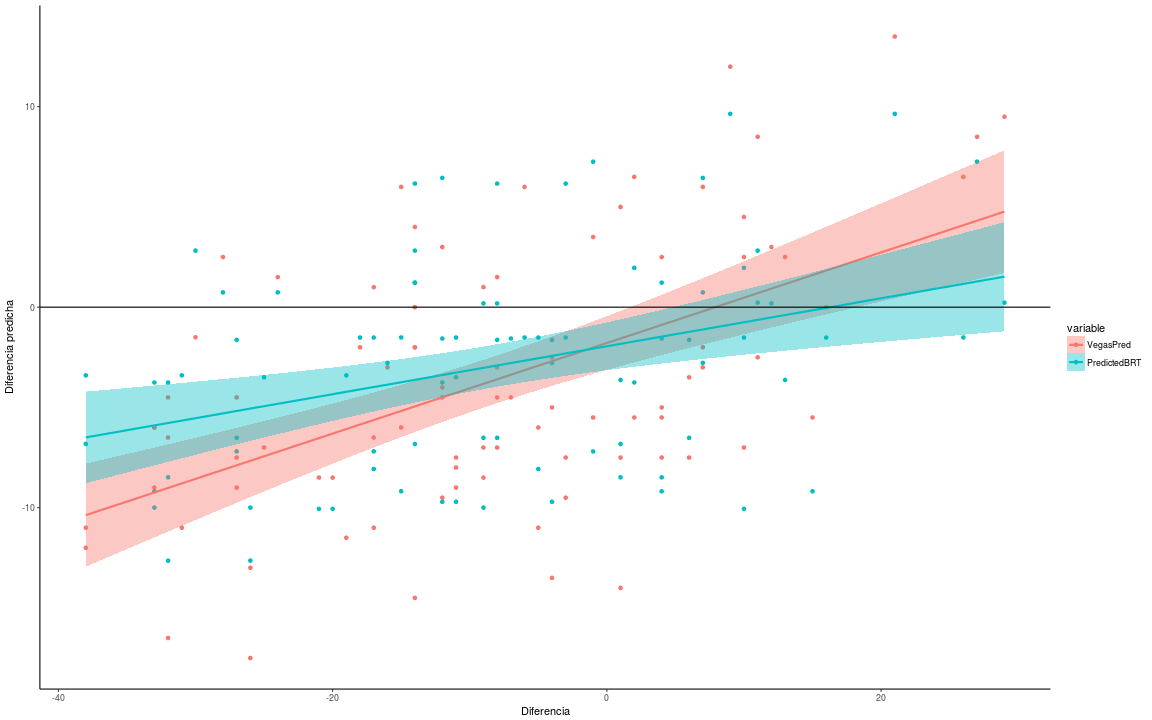 10
0
-10
-40
-20
0
20
Diferencia predicha
Diferencia
variable
VegasPred
PredictedBRT